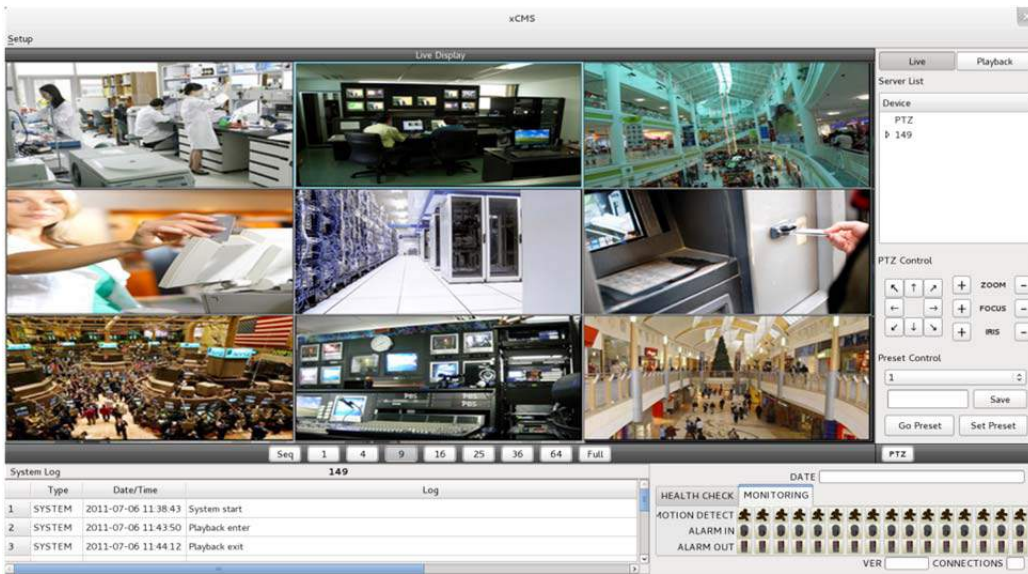 xCMS
Setup
Live Display
Live Playback
Server List
Device
PTZ
149
PTZ Control
+ ZOOM -
+ FOCUS -
+ IRIS -
Preset Control
1
Save
Go Preset Set Preset
Seq 1 4 9 16 25 36 64 Full
PTZ
System Log 149
Type Date/Time Log
1 SYSTEM 2011-07-06 11:38:43 System start
2 SYSTEM 2011-07-06 11:43:50 Playback enter
3 SYSTEM 2011-07-06 11:44:12 Playback exit
DATE
HEALTH CHECK MONITORING
MOTION DETECT
ALARM IN
ALARM OUT
VER CONNECTIONS
PBS
PBS
PBS